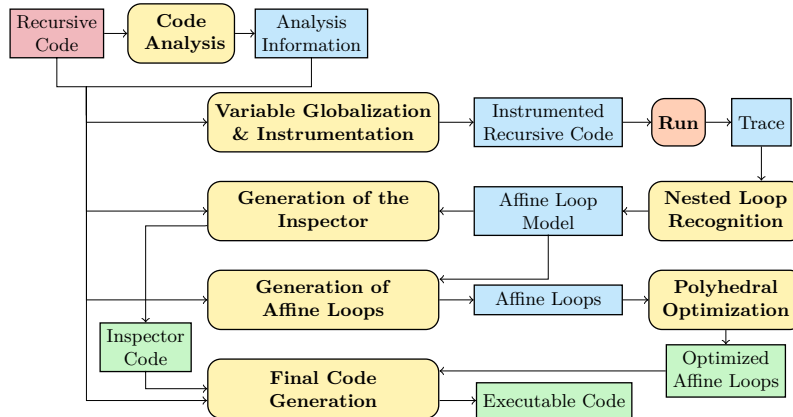 Recursive
Code
Code
Analysis
Analysis
Information
Variable Globalization
& Instrumentation
Instrumented
Recursive Code
Run
Trace
Generation of the
Inspector
Affine Loop
Model
Nested Loop
Recognition
Generation of
Affine Loops
Affine Loops
Polyhedral
Optimization
Inspector
Code
Final Code
Generation
Optimized
Affine Loops
Executable Code